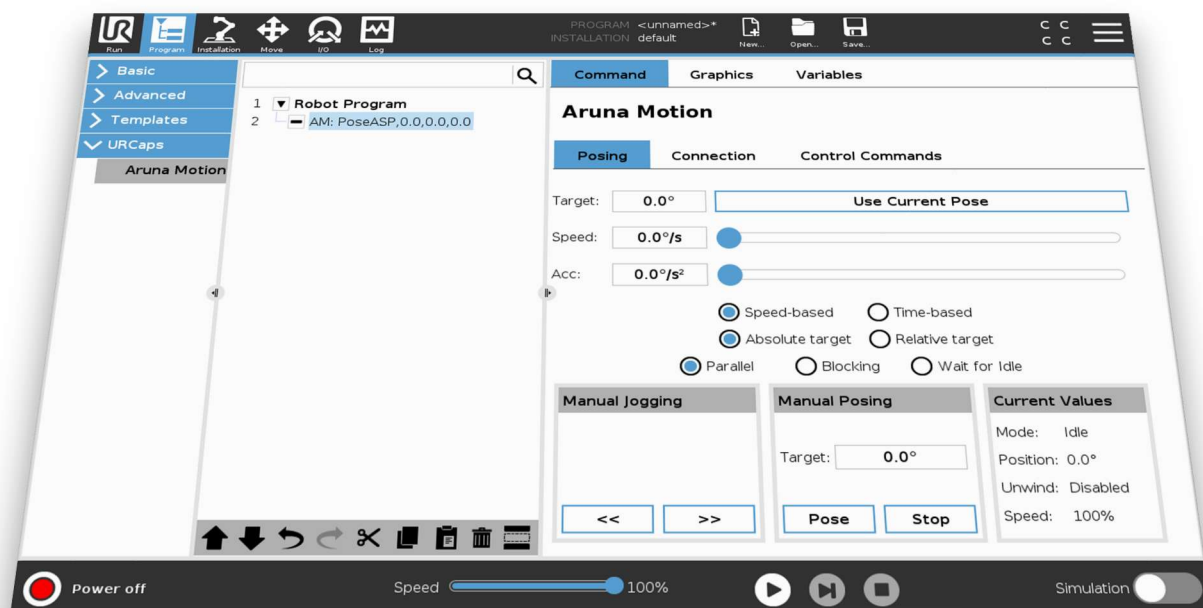 UR
PROGRAM <unnamed>*
INSTALLATION default
C C
C C
Run Program Installation Move I/O Log New... Open... Save...
Basic
Advanced
Templates
URCaps
Aruna Motion
1 Robot Program
2 AM: PoseASP,0.0,0.0,0.0
Command Graphics Variables
Aruna Motion
Posing Connection Control Commands
Target: 0.0° Use Current Pose
Speed: 0.0°/s
Acc: 0.0°/s²
Speed-based Time-based
Absolute target Relative target
Parallel Blocking Wait for Idle
Manual Jogging
<< >>
Manual Posing
Target: 0.0°
Pose Stop
Current Values
Mode: Idle
Position: 0.0°
Unwind: Disabled
Speed: 100%
Power off Speed 100% Simulation